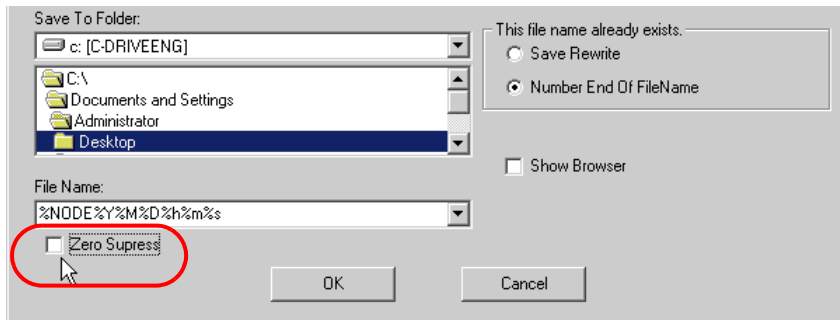 Save To Folder:
c: [C-DRIVEENG]
C:\
Documents and Settings
Administrator
Desktop
This file name already exists.
Save Rewrite
Number End Of FileName
Show Browser
File Name:
%NODE%Y%M%D%h%m%s
Zero Supress
OK
Cancel